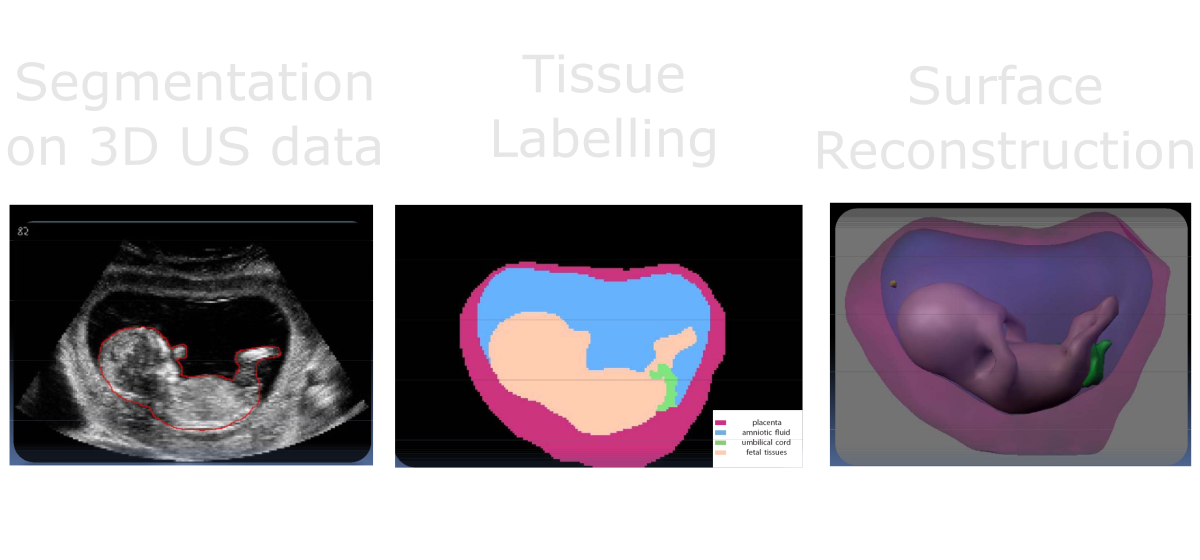 Segmentation
on 3D US data
Tissue
Labelling
Surface
Reconstruction
82
placenta
amniotic fluid
umbilical cord
fetal tissues